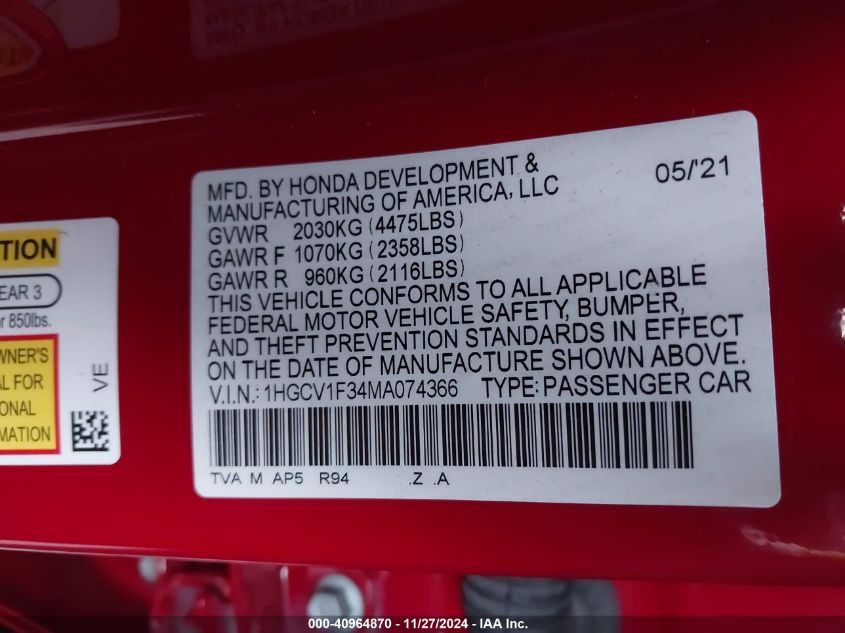 MFD. BY HONDA DEVELOPMENT &
MANUFACTURING OF AMERICA, LLC
05/'21
GVWR 2030KG (4475LBS)
GAWR F 1070KG (2358LBS)
GAWR R 960KG (2116LBS)
THIS VEHICLE CONFORMS TO ALL APPLICABLE
FEDERAL MOTOR VEHICLE SAFETY, BUMPER,
AND THEFT PREVENTION STANDARDS IN EFFECT
ON THE DATE OF MANUFACTURE SHOWN ABOVE.
V.I.N.: 1HGCV1F34MA074366 TYPE: PASSENGER CAR
TVA M AP5 R94 .Z .A
TION
EAR 3
r 850lbs.
WNER'S
AL FOR
ONAL
MATION
VE
000-40964870 - 11/27/2024 - IAA Inc.